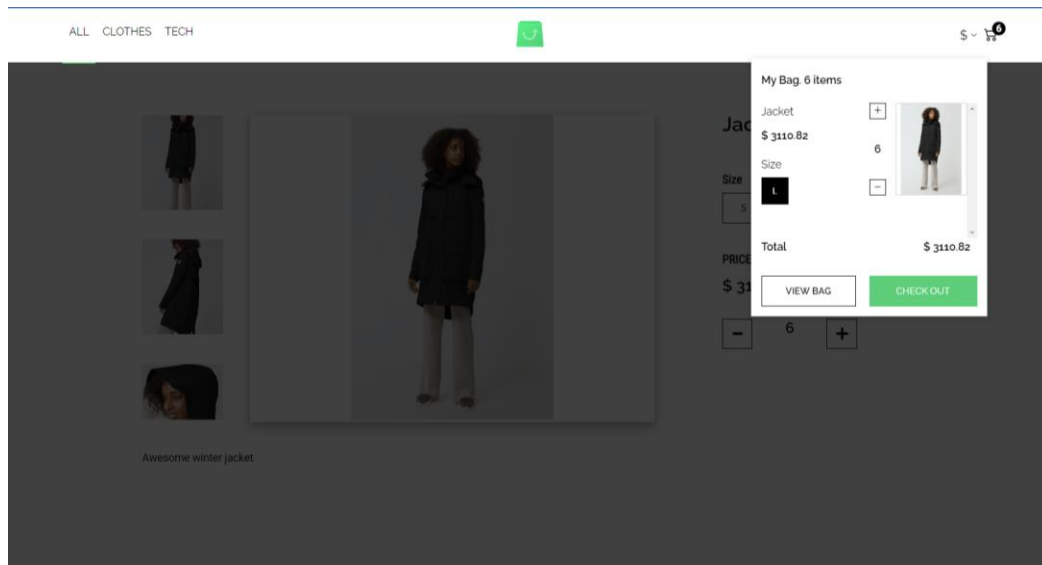 ALL CLOTHES TECH
$
6
My Bag. 6 items
Jacket
+
$ 3110.82
6
Size
L
−
Total
$ 3110.82
VIEW BAG
CHECK OUT
Size
S
PRICE
−
6
+
Awesome winter jacket